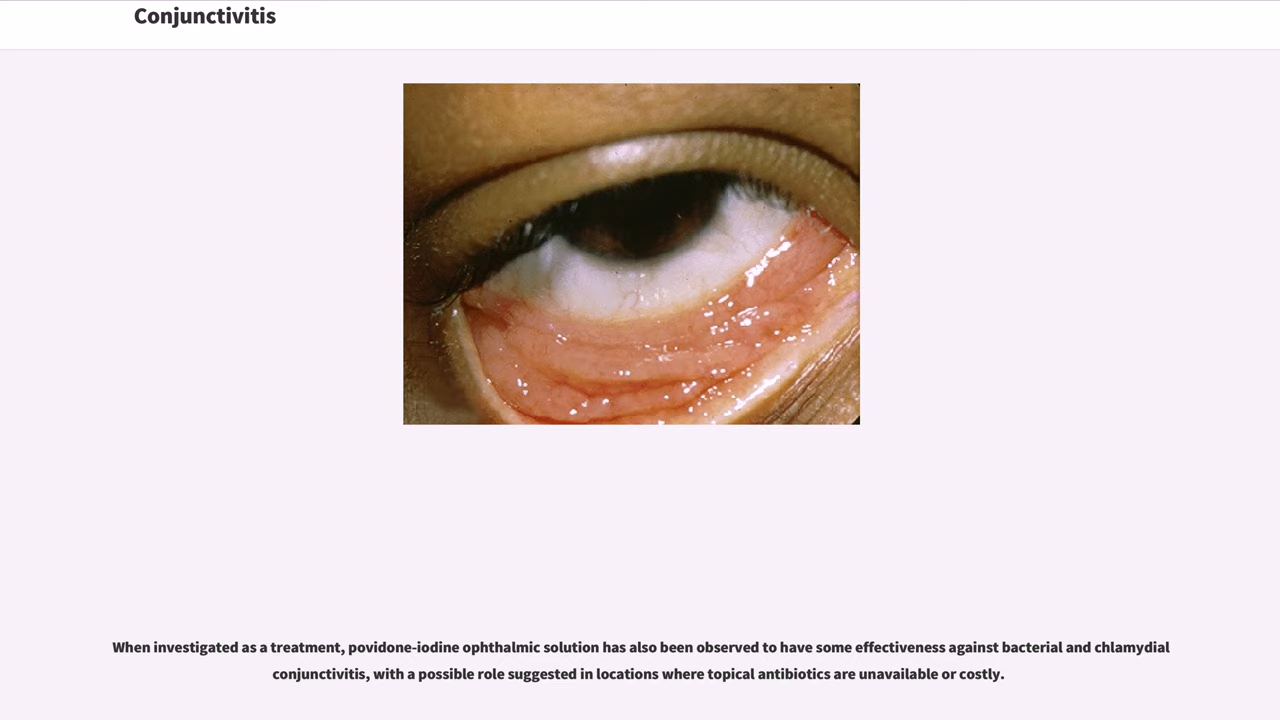 Conjunctivitis
When investigated as a treatment, povidone-iodine ophthalmic solution has also been observed to have some effectiveness against bacterial and chlamydial
conjunctivitis, with a possible role suggested in locations where topical antibiotics are unavailable or costly.